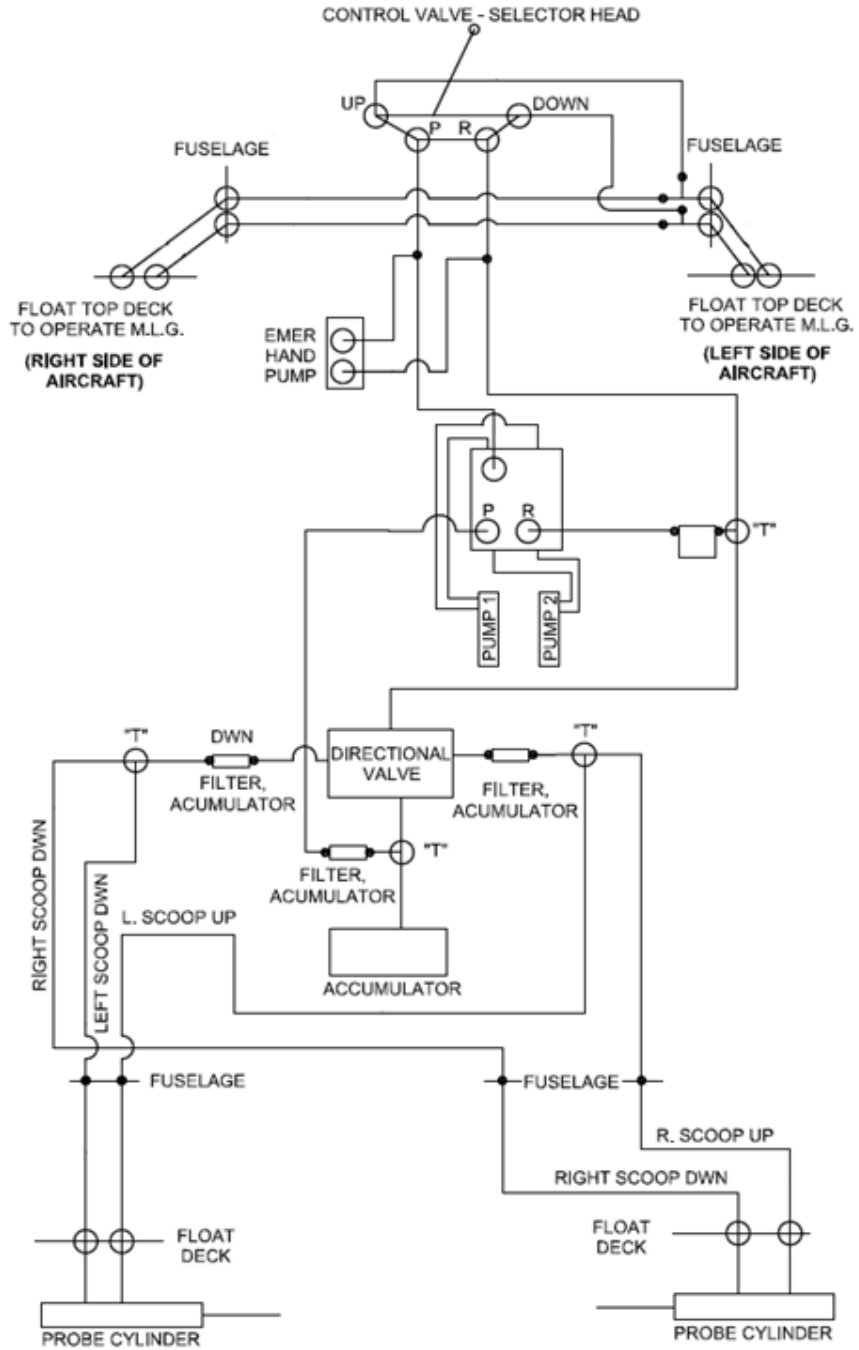 CONTROL VALVE - SELECTOR HEAD
UP
DOWN
P
R
FUSELAGE
FUSELAGE
FLOAT TOP DECK
TO OPERATE M.L.G.
(RIGHT SIDE OF
AIRCRAFT)
FLOAT TOP DECK
TO OPERATE M.L.G.
(LEFT SIDE OF
AIRCRAFT)
EMER
HAND
PUMP
P
R
"T"
PUMP 1
PUMP 2
"T"
DWN
FILTER,
ACUMULATOR
DIRECTIONAL
VALVE
"T"
FILTER,
ACUMULATOR
"T"
FILTER,
ACUMULATOR
RIGHT SCOOP DWN
LEFT SCOOP DWN
L. SCOOP UP
ACCUMULATOR
FUSELAGE
FUSELAGE
R. SCOOP UP
RIGHT SCOOP DWN
FLOAT
DECK
FLOAT
DECK
PROBE CYLINDER
PROBE CYLINDER